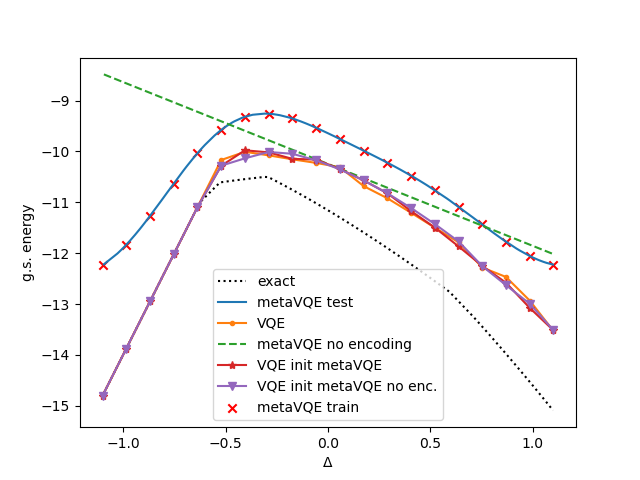 −9
−10
−11
−12
−13
−14
−15
g.s. energy
exact
metaVQE test
VQE
metaVQE no encoding
VQE init metaVQE
VQE init metaVQE no enc.
metaVQE train
−1.0 −0.5 0.0 0.5 1.0
Δ